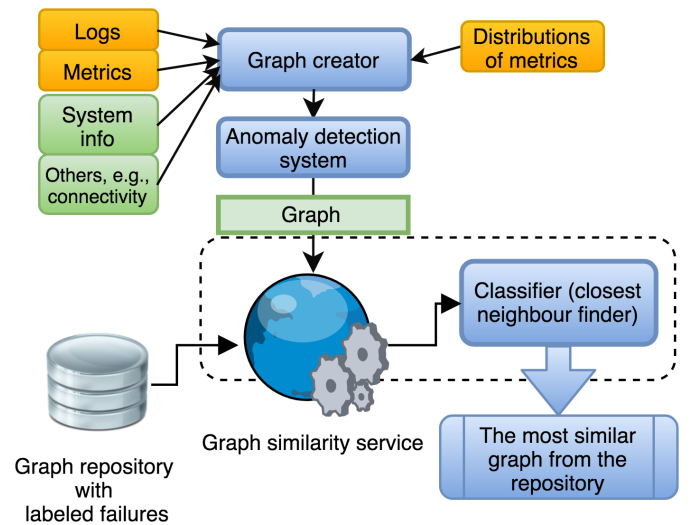 Logs
Metrics
System
info
Others, e.g.,
connectivity
Graph creator
Distributions
of metrics
Anomaly detection
system
Graph
Classifier (closest
neighbour finder)
Graph similarity service
The most similar
graph from the
repository
Graph repository
with
labeled failures